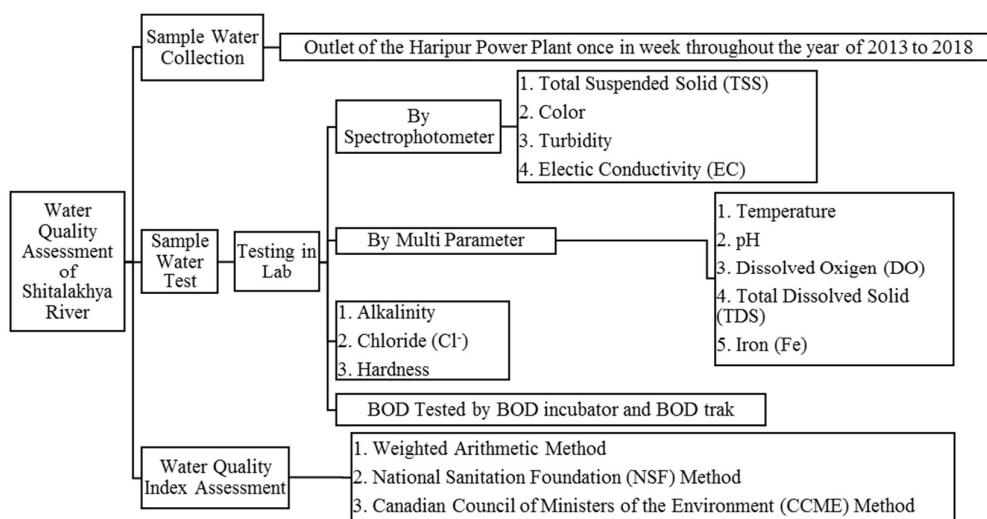 Sample Water
Collection
Outlet of the Haripur Power Plant once in week throughout the year of 2013 to 2018
By
Spectrophotometer
1. Total Suspended Solid (TSS)
2. Color
3. Turbidity
4. Electic Conductivity (EC)
Water
Quality
Assessment
of
Shitalakhya
River
Sample
Water
Test
Testing in
Lab
By Multi Parameter
1. Temperature
2. pH
3. Dissolved Oxigen (DO)
4. Total Dissolved Solid
(TDS)
5. Iron (Fe)
1. Alkalinity
2. Chloride (Cl⁻)
3. Hardness
BOD Tested by BOD incubator and BOD trak
Water Quality
Index Assessment
1. Weighted Arithmetic Method
2. National Sanitation Foundation (NSF) Method
3. Canadian Council of Ministers of the Environment (CCME) Method